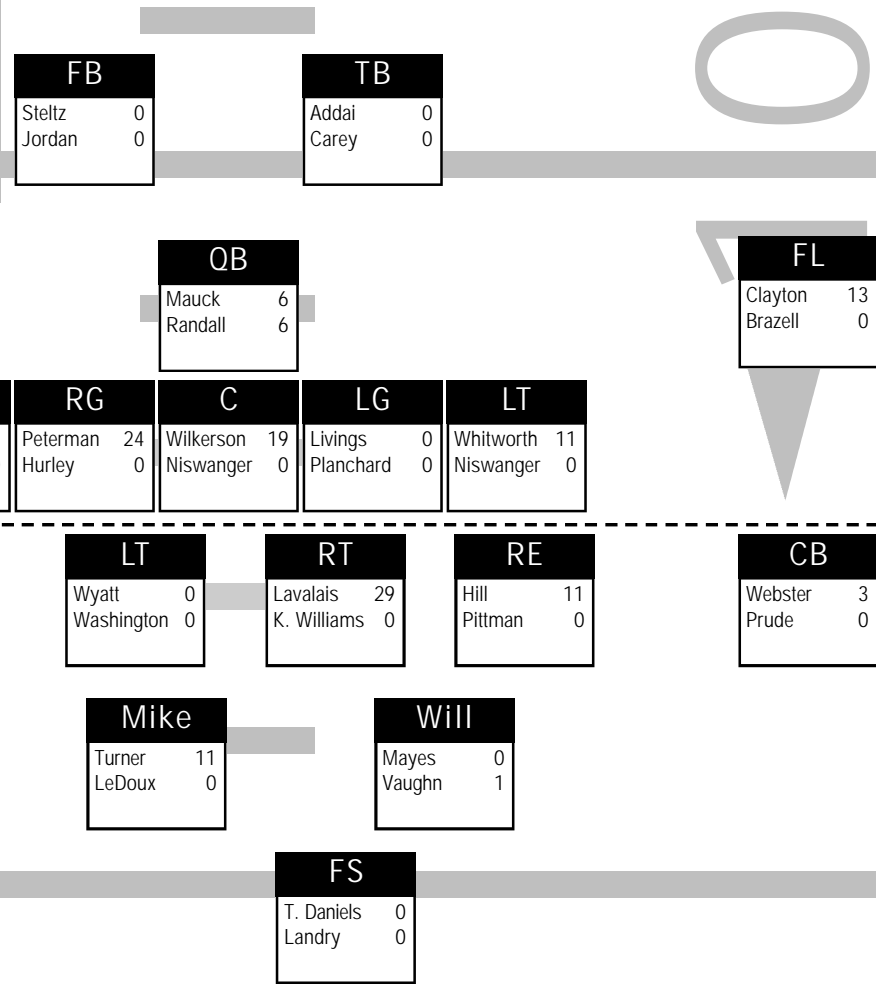 FB
Steltz 0
Jordan 0
TB
Addai 0
Carey 0
QB
Mauck 6
Randall 6
FL
Clayton 13
Brazell 0
RG
Peterman 24
Hurley 0
C
Wilkerson 19
Niswanger 0
LG
Livings 0
Planchard 0
LT
Whitworth 11
Niswanger 0
LT
Wyatt 0
Washington 0
RT
Lavalais 29
K. Williams 0
RE
Hill 11
Pittman 0
CB
Webster 3
Prude 0
Mike
Turner 11
LeDoux 0
Will
Mayes 0
Vaughn 1
FS
T. Daniels 0
Landry 0